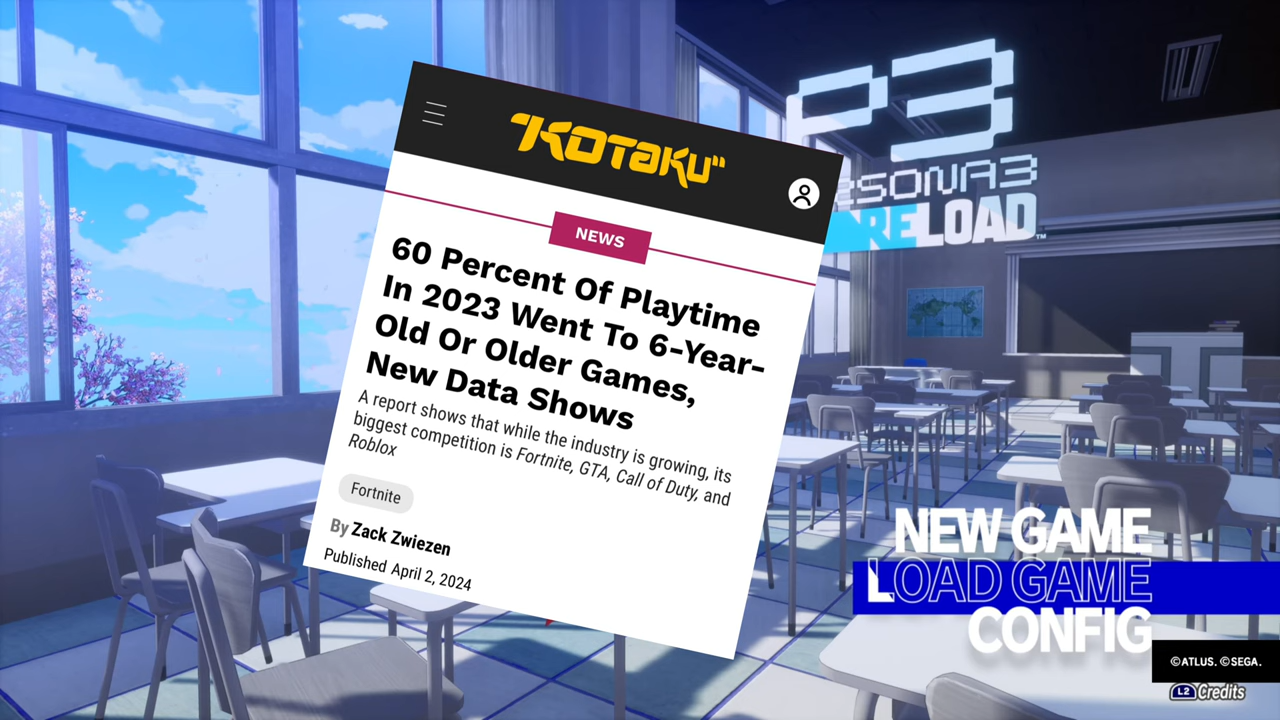 KOTAKU
NEWS
60 Percent Of Playtime
In 2023 Went To 6-Year-
Old Or Older Games,
New Data Shows
A report shows that while the industry is growing, its
biggest competition is Fortnite, GTA, Call of Duty, and
Roblox
Fortnite
By Zack Zwiezen
Published April 2, 2024
P3
RSONA3
RELOAD™
NEW GAME
LOAD GAME
CONFIG
©ATLUS. ©SEGA.
L2 Credits